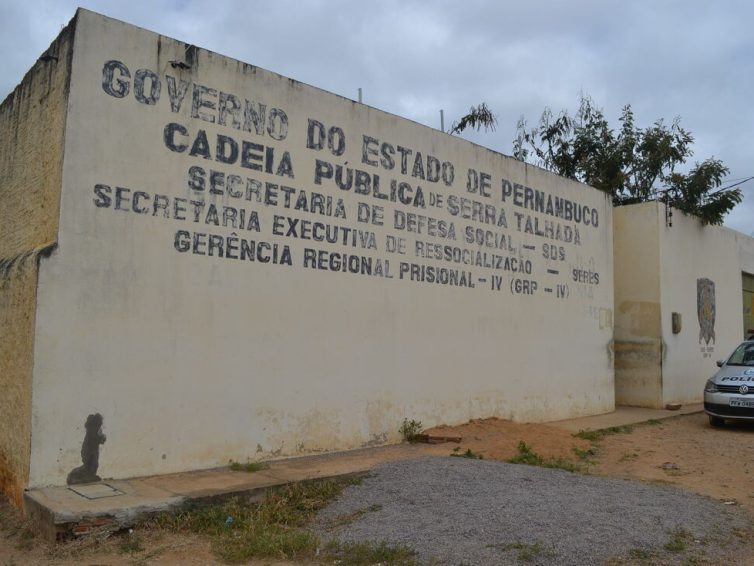 GOVERNO DO ESTADO DE PERNAMBUCO
CADEIA PÚBLICA DE SERRA TALHADA
SECRETARIA DE DEFESA SOCIAL - SDS
SECRETARIA EXECUTIVA DE RESSOCIALIZAÇÃO - SERES
GERÊNCIA REGIONAL PRISIONAL - IV (GRP - IV)
POLÍC